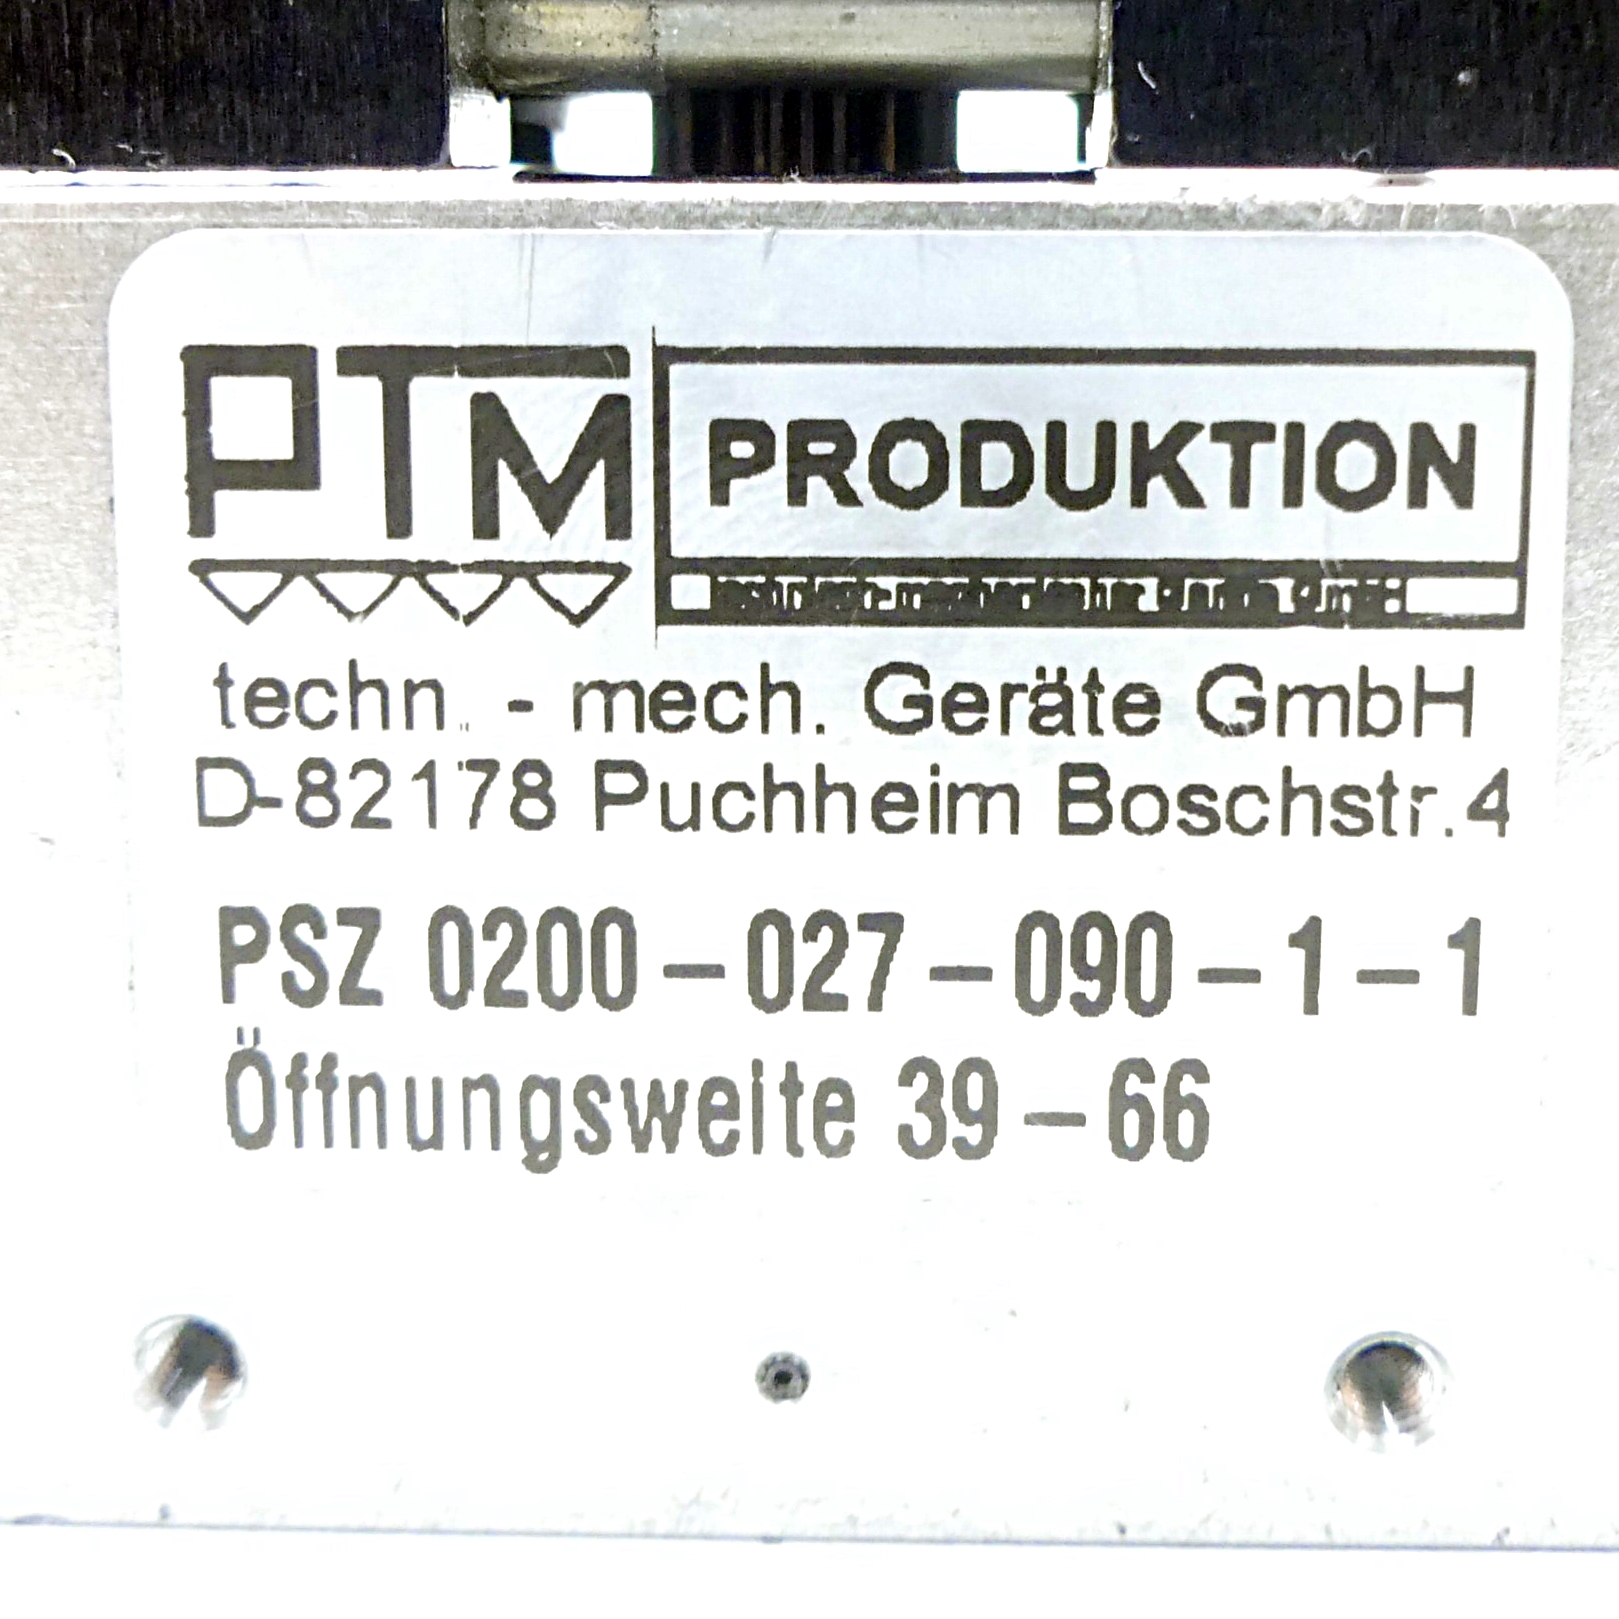 PTM PRODUKTION
techn. - mech. Geräte GmbH
D-82178 Puchheim Boschstr.4
PSZ 0200-027-090-1-1
Öffnungsweite 39-66